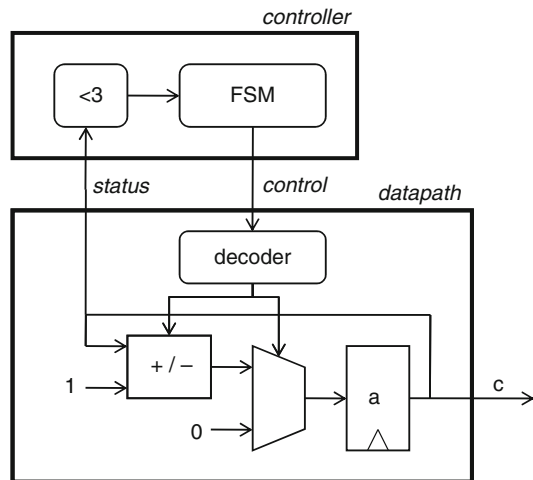 controller
<3
FSM
status
control
datapath
decoder
+ / –
1
0
a
c